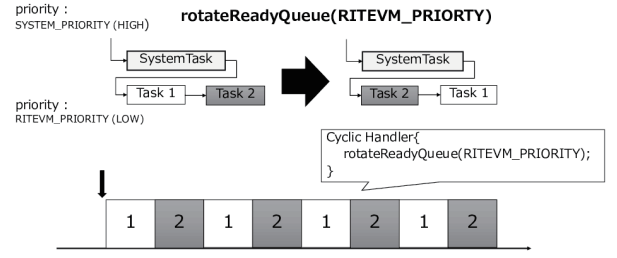 priority :
SYSTEM_PRIORITY (HIGH)
rotateReadyQueue(RITEVM_PRIORTY)
SystemTask
Task 1
Task 2
SystemTask
Task 2
Task 1
priority :
RITEVM_PRIORITY (LOW)
Cyclic Handler{
rotateReadyQueue(RITEVM_PRIORITY);
}
1 2 1 2 1 2 1 2